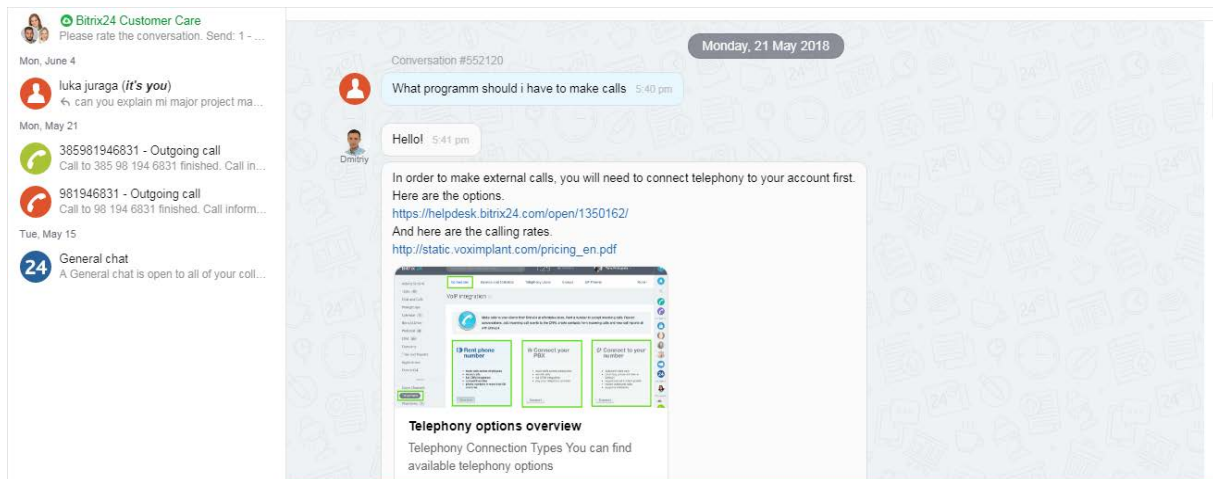 Bitrix24 Customer Care
Please rate the conversation. Send: 1 - ...
Mon, June 4
luka juraga (it's you)
can you explain mi major project ma...
Mon, May 21
385981946831 - Outgoing call
Call to 385 98 194 6831 finished. Call in...
981946831 - Outgoing call
Call to 98 194 6831 finished. Call inform...
Tue, May 15
24
General chat
A General chat is open to all of your coll...
Monday, 21 May 2018
Conversation #552120
What programm should i have to make calls 5:40 pm
Hello! 5:41 pm
Dmitriy
In order to make external calls, you will need to connect telephony to your account first.
Here are the options.
https://helpdesk.bitrix24.com/open/1350162/
And here are the calling rates.
http://static.voximplant.com/pricing_en.pdf
VoIP integration
Rent phone
number
Connect your
PBX
Connect to your
number
Telephony options overview
Telephony Connection Types You can find
available telephony options